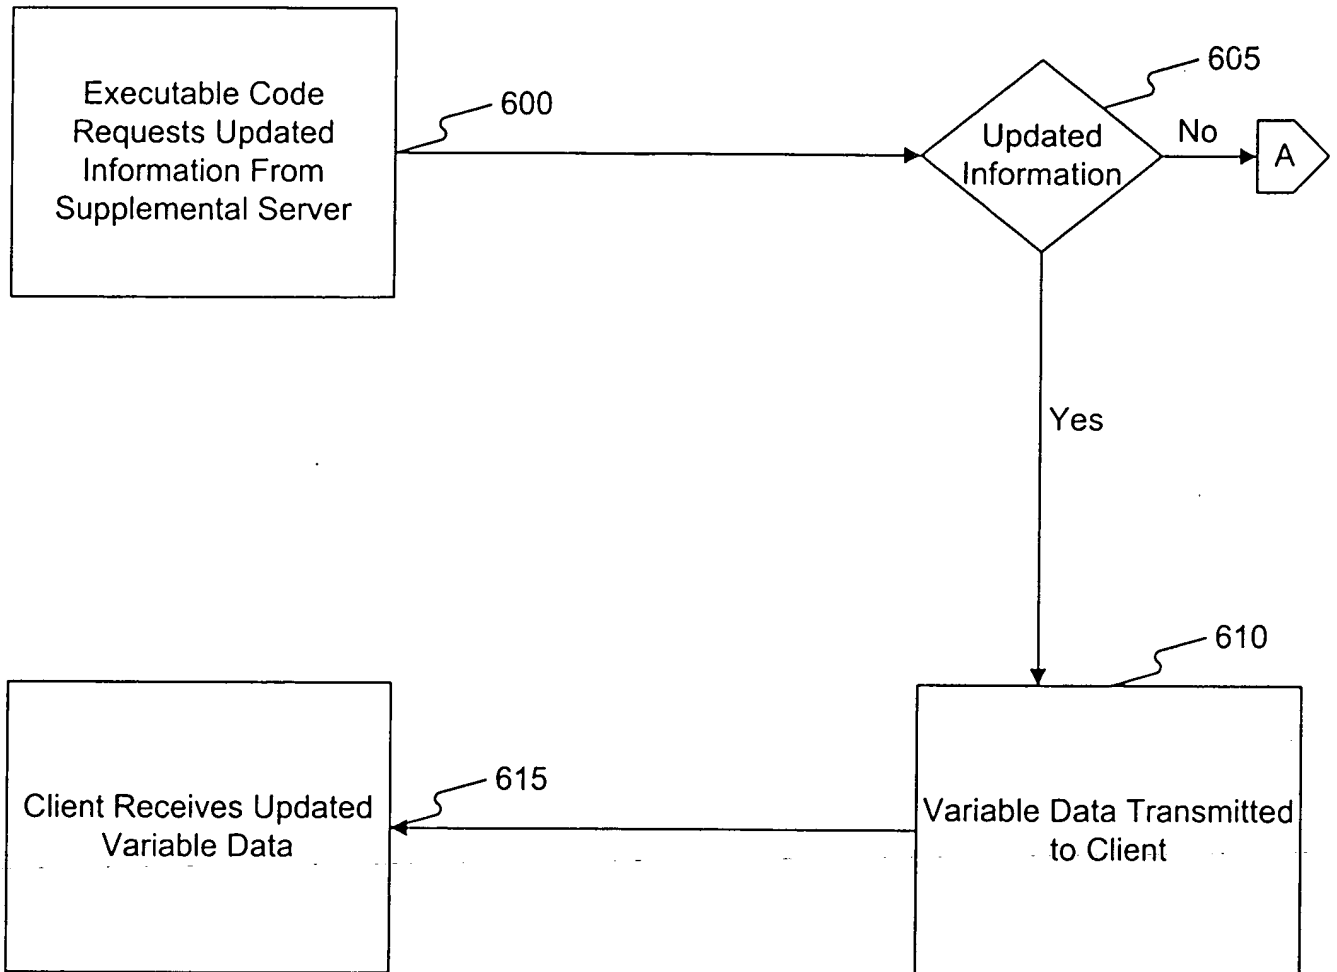 Executable Code
Requests Updated
Information From
Supplemental Server
600
605
Updated
Information
No
A
Yes
610
Variable Data Transmitted
to Client
615
Client Receives Updated
Variable Data